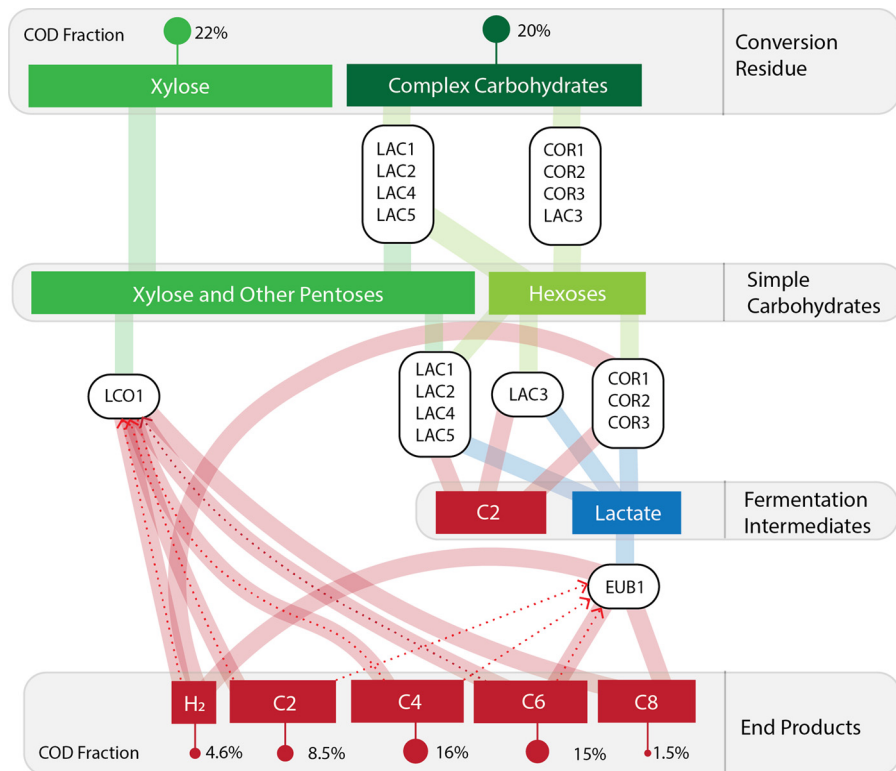 COD Fraction
22%
20%
Conversion
Residue
Xylose
Complex Carbohydrates
LAC1
LAC2
LAC4
LAC5
COR1
COR2
COR3
LAC3
Xylose and Other Pentoses
Hexoses
Simple
Carbohydrates
LCO1
LAC1
LAC2
LAC4
LAC5
LAC3
COR1
COR2
COR3
C2
Lactate
Fermentation
Intermediates
EUB1
H₂
C2
C4
C6
C8
End Products
COD Fraction
4.6%
8.5%
16%
15%
1.5%